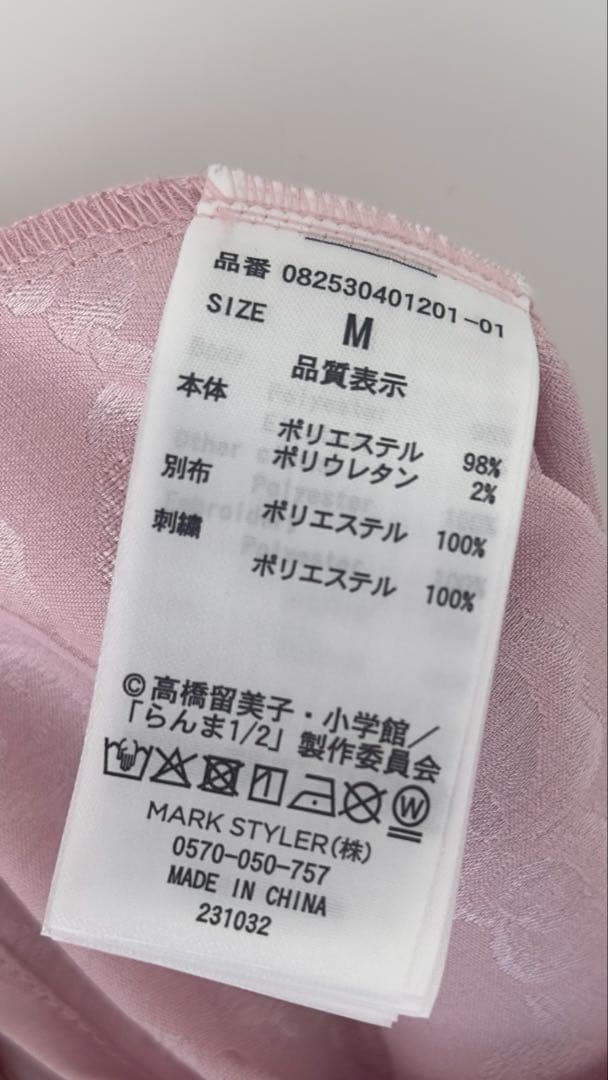 品番 082530401201-01
SIZE M
品質表示
本体
ポリエステル 98%
ポリウレタン 2%
別布
ポリエステル 100%
刺繍
ポリエステル 100%
©高橋留美子・小学館／
「らんま1/2」製作委員会
W
MARK STYLER(株)
0570-050-757
MADE IN CHINA
231032